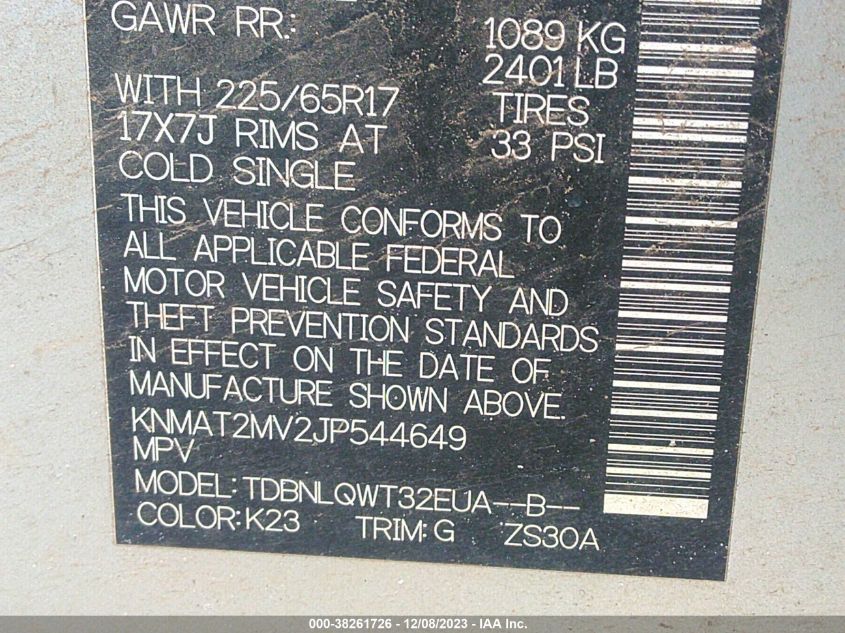 GAWR RR.: 1089 KG
2401 LB
WITH 225/65R17 TIRES
17X7J RIMS AT 33 PSI
COLD SINGLE
THIS VEHICLE CONFORMS TO
ALL APPLICABLE FEDERAL
MOTOR VEHICLE SAFETY AND
THEFT PREVENTION STANDARDS
IN EFFECT ON THE DATE OF
MANUFACTURE SHOWN ABOVE.
KNMAT2MV2JP544649
MPV
MODEL: TDBNLQWT32EUA--B--
COLOR: K23 TRIM: G ZS30A
000-38261726 - 12/08/2023 - IAA Inc.